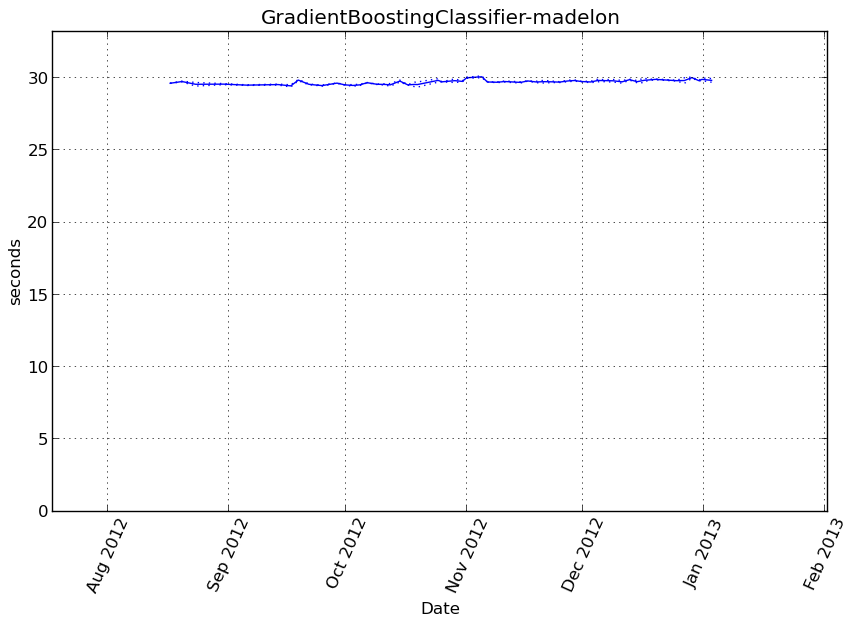 GradientBoostingClassifier-madelon
30
25
20
15
10
5
0
seconds
Aug 2012
Sep 2012
Oct 2012
Nov 2012
Dec 2012
Jan 2013
Feb 2013
Date